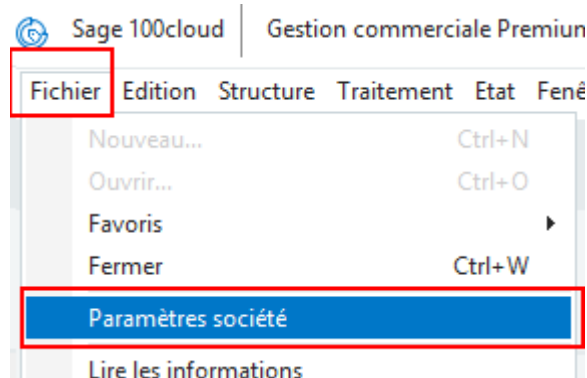 Sage 100cloud Gestion commerciale Premium
Fichier Edition Structure Traitement Etat Fenê
Nouveau... Ctrl+N
Ouvrir... Ctrl+O
Favoris
Fermer Ctrl+W
Paramètres société
Lire les informations